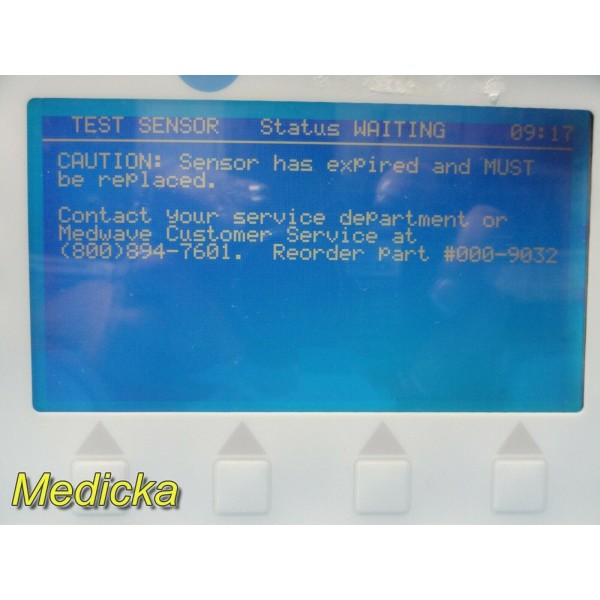 TEST SENSOR Status WAITING 09:17
CAUTION: Sensor has expired and MUST
be replaced.
Contact your service department or
Medwave Customer Service at
(800)894-7601. Reorder part #000-9032
Medicka